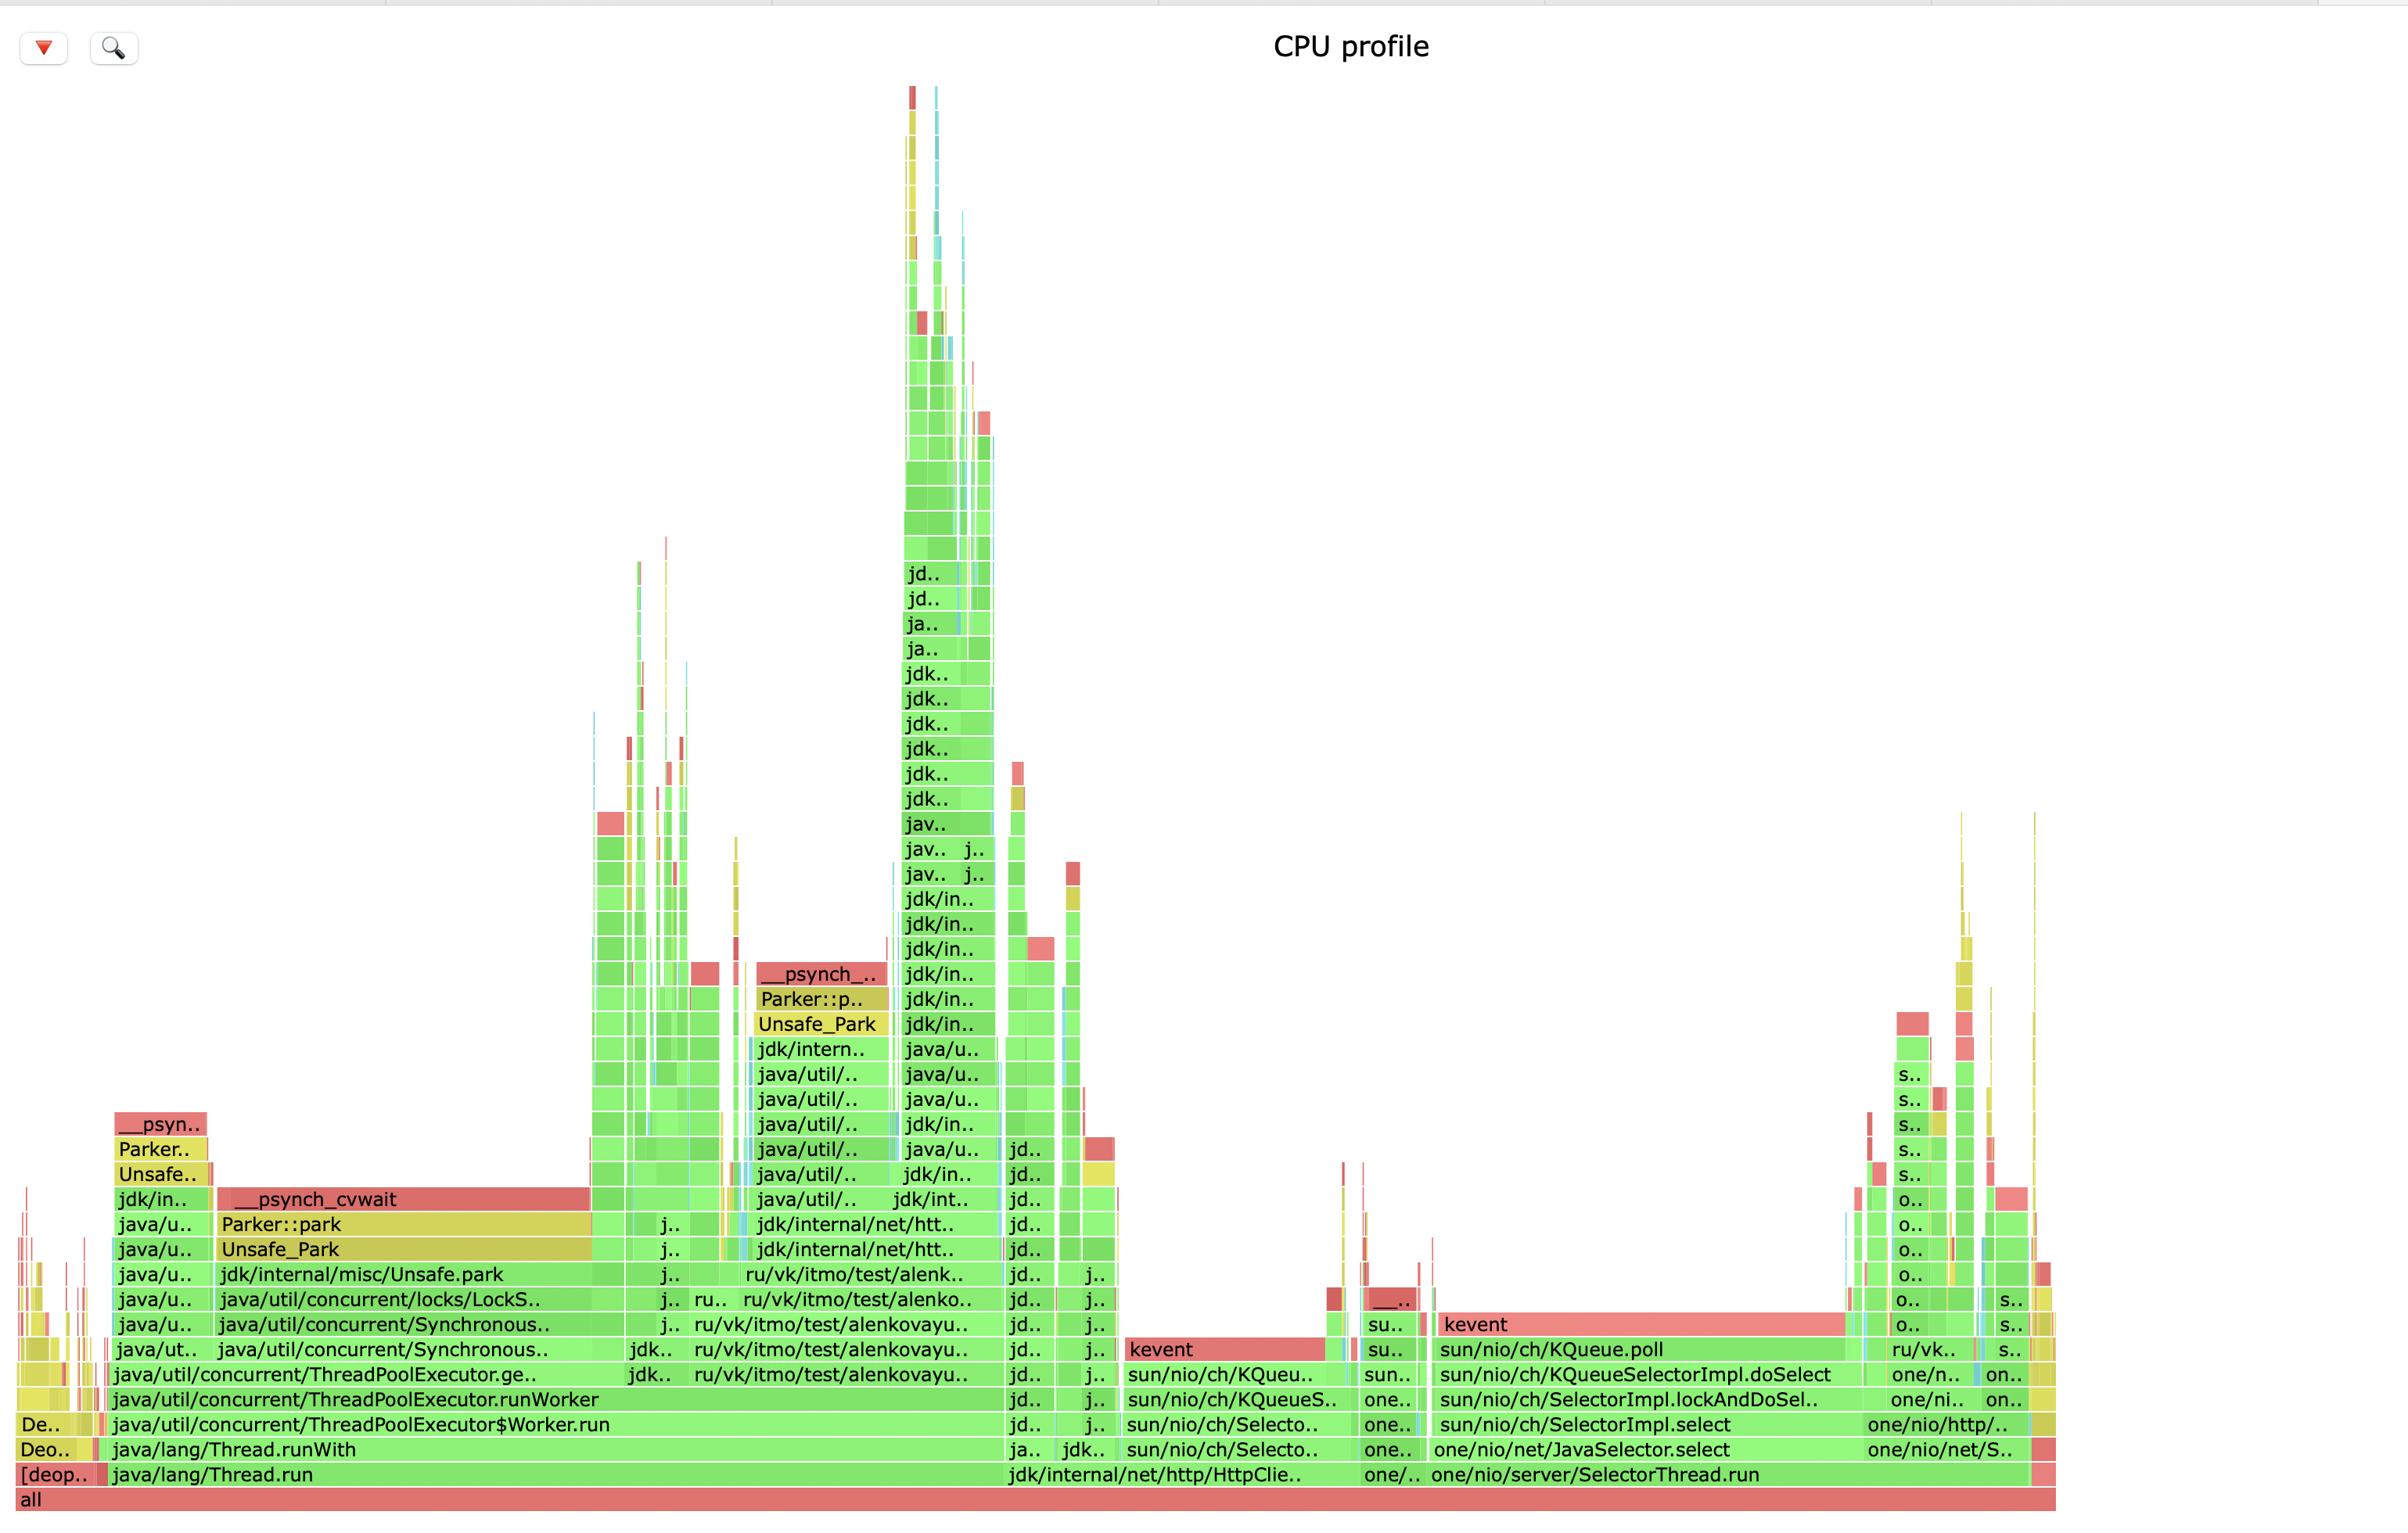 CPU profile
jd..
jd..
ja..
ja..
jdk..
jdk..
jdk..
jdk..
jdk..
jdk..
jav..
jav.. j..
jav.. j..
jdk/in..
jdk/in..
jdk/in..
__psynch_.. jdk/in..
Parker::p.. jdk/in..
Unsafe_Park jdk/in..
jdk/intern.. java/u..
java/util/.. java/u.. s..
java/util/.. java/u.. s..
__psyn.. java/util/.. jdk/in.. s..
Parker.. java/util/.. java/u.. jd.. s..
Unsafe.. java/util/.. jdk/in.. jd.. s..
jdk/in.. __psynch_cvwait java/util/.. jdk/int.. jd.. o..
java/u.. Parker::park j.. jdk/internal/net/htt.. jd.. o..
java/u.. Unsafe_Park j.. jdk/internal/net/htt.. jd.. o..
java/u.. jdk/internal/misc/Unsafe.park j.. ru/vk/itmo/test/alenk.. jd.. j.. o..
java/u.. java/util/concurrent/locks/LockS.. j.. ru.. ru/vk/itmo/test/alenko.. jd.. j.. __.. o.. s..
java/u.. java/util/concurrent/Synchronous.. j.. ru/vk/itmo/test/alenkovayu.. jd.. j.. su.. kevent o.. s..
java/ut.. java/util/concurrent/Synchronous.. jdk.. ru/vk/itmo/test/alenkovayu.. jd.. j.. kevent su.. sun/nio/ch/KQueue.poll ru/vk.. s..
java/util/concurrent/ThreadPoolExecutor.ge.. jdk.. ru/vk/itmo/test/alenkovayu.. jd.. j.. sun/nio/ch/KQueu.. sun.. sun/nio/ch/KQueueSelectorImpl.doSelect one/n.. on..
java/util/concurrent/ThreadPoolExecutor.runWorker jd.. j.. sun/nio/ch/KQueueS.. one.. sun/nio/ch/SelectorImpl.lockAndDoSel.. one/ni.. on..
De.. java/util/concurrent/ThreadPoolExecutor$Worker.run jd.. j.. sun/nio/ch/Selecto.. one.. sun/nio/ch/SelectorImpl.select one/nio/http/..
Deo.. java/lang/Thread.runWith ja.. jdk.. sun/nio/ch/Selecto.. one.. one/nio/net/JavaSelector.select one/nio/net/S..
[deop.. java/lang/Thread.run jdk/internal/net/http/HttpClie.. one/.. one/nio/server/SelectorThread.run
all